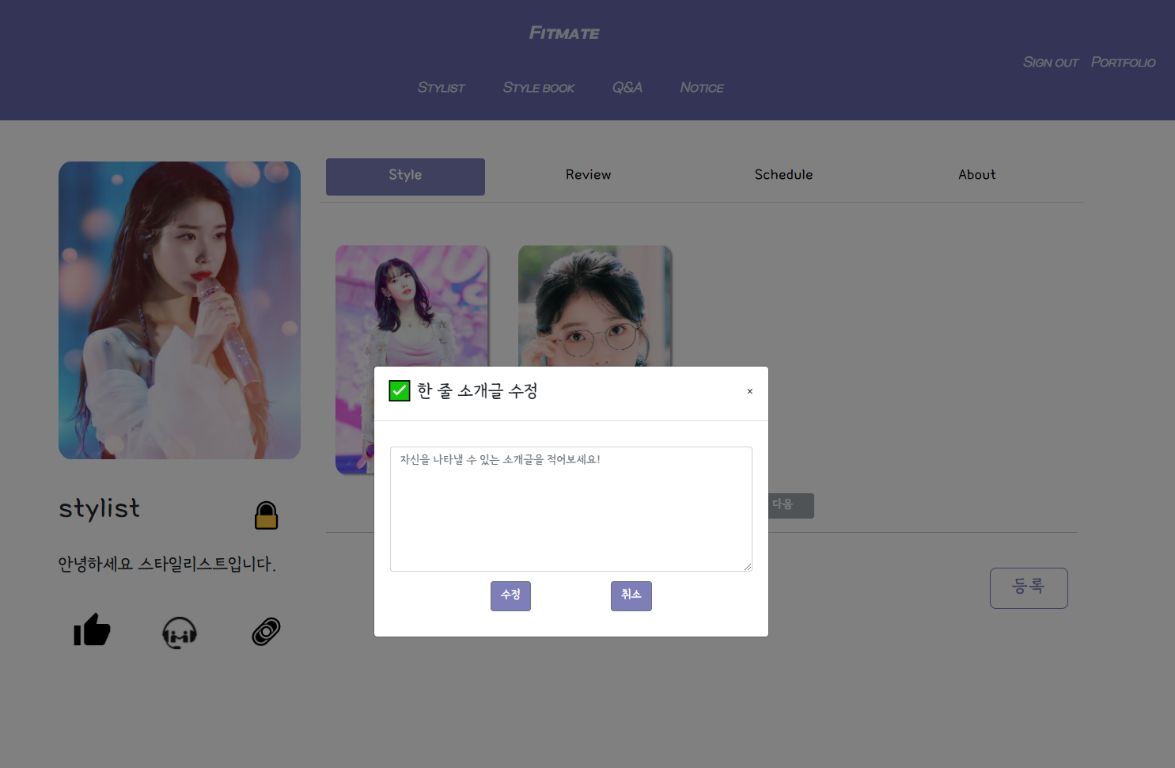 Fitmate
Sign out Portfolio
Stylist Style book Q&A Notice
Style Review Schedule About
✅ 한 줄 소개글 수정 ×
자신을 나타낼 수 있는 소개글을 적어보세요!
다음
stylist
안녕하세요 스타일리스트입니다.
등록
수정 취소